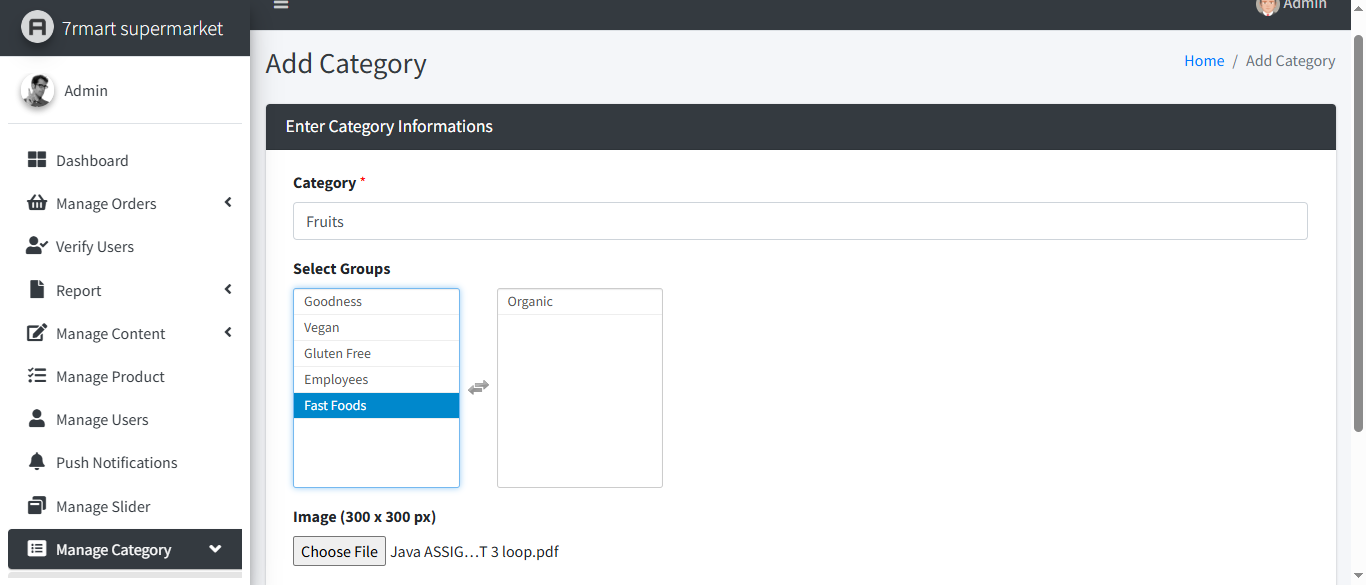 7rmart supermarket
Admin
Admin
Add Category
Home / Add Category
Dashboard
Manage Orders
Verify Users
Report
Manage Content
Manage Product
Manage Users
Push Notifications
Manage Slider
Manage Category
Enter Category Informations
Category *
Fruits
Select Groups
Goodness
Vegan
Gluten Free
Employees
Fast Foods
Organic
Image (300 x 300 px)
Choose File Java ASSIG...T 3 loop.pdf